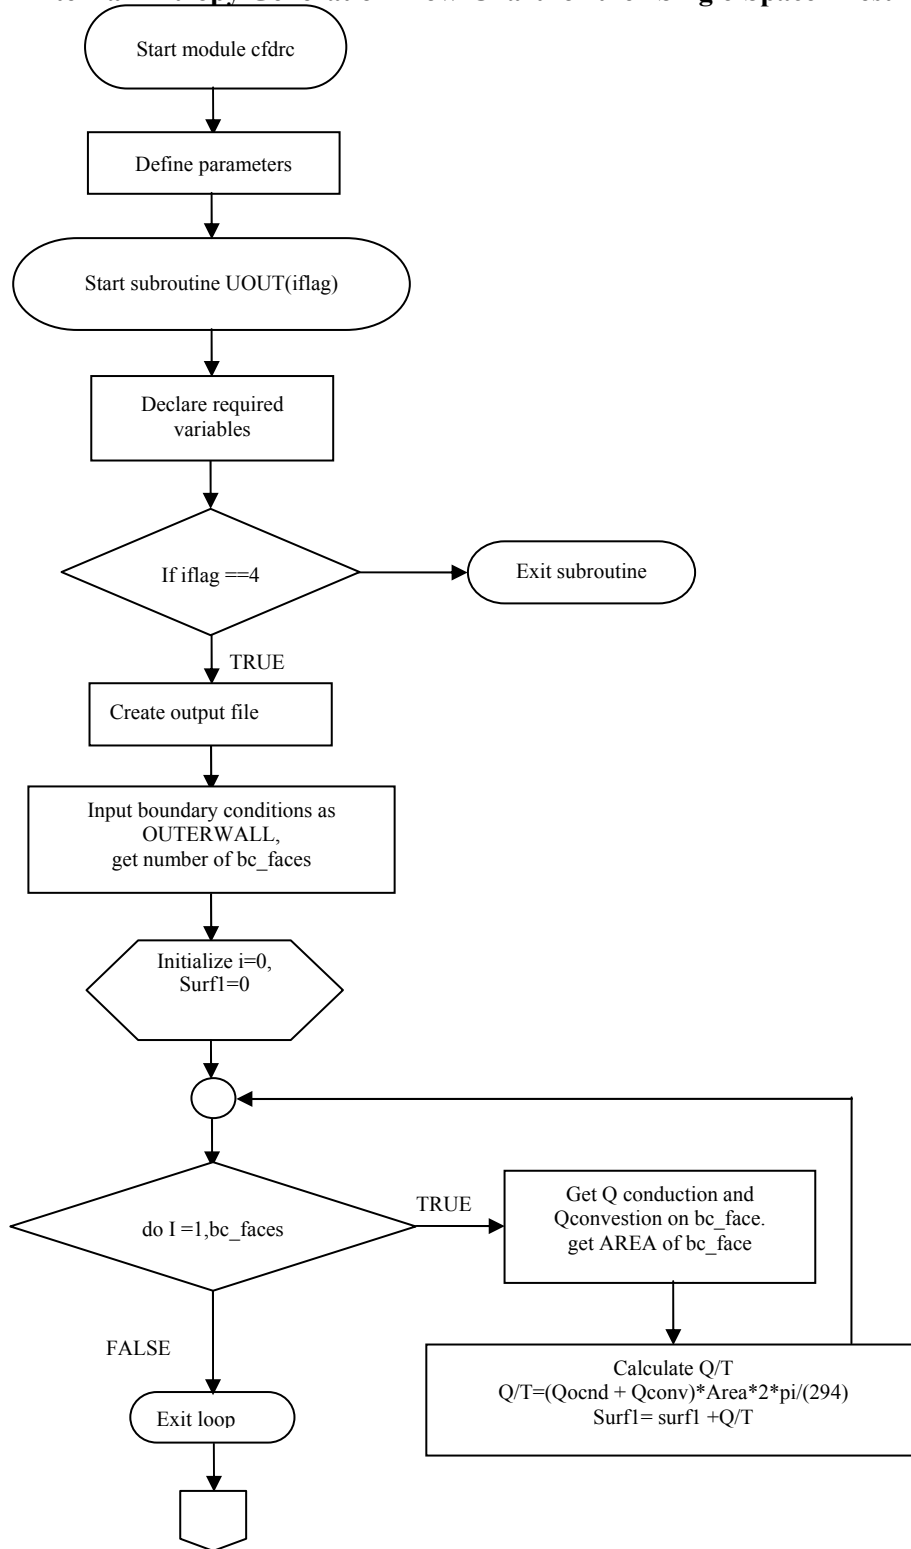 Start module cfdrc
Define parameters
Start subroutine UOUT(iflag)
Declare required
variables
If iflag ==4
Exit subroutine
TRUE
Create output file
Input boundary conditions as
OUTERWALL,
get number of bc_faces
Initialize i=0,
Surf1=0
do I =1,bc_faces
TRUE
Get Q conduction and
Qconvestion on bc_face.
get AREA of bc_face
FALSE
Calculate Q/T
Q/T=(Qocnd + Qconv)*Area*2*pi/(294)
Surf1= surf1 +Q/T
Exit loop